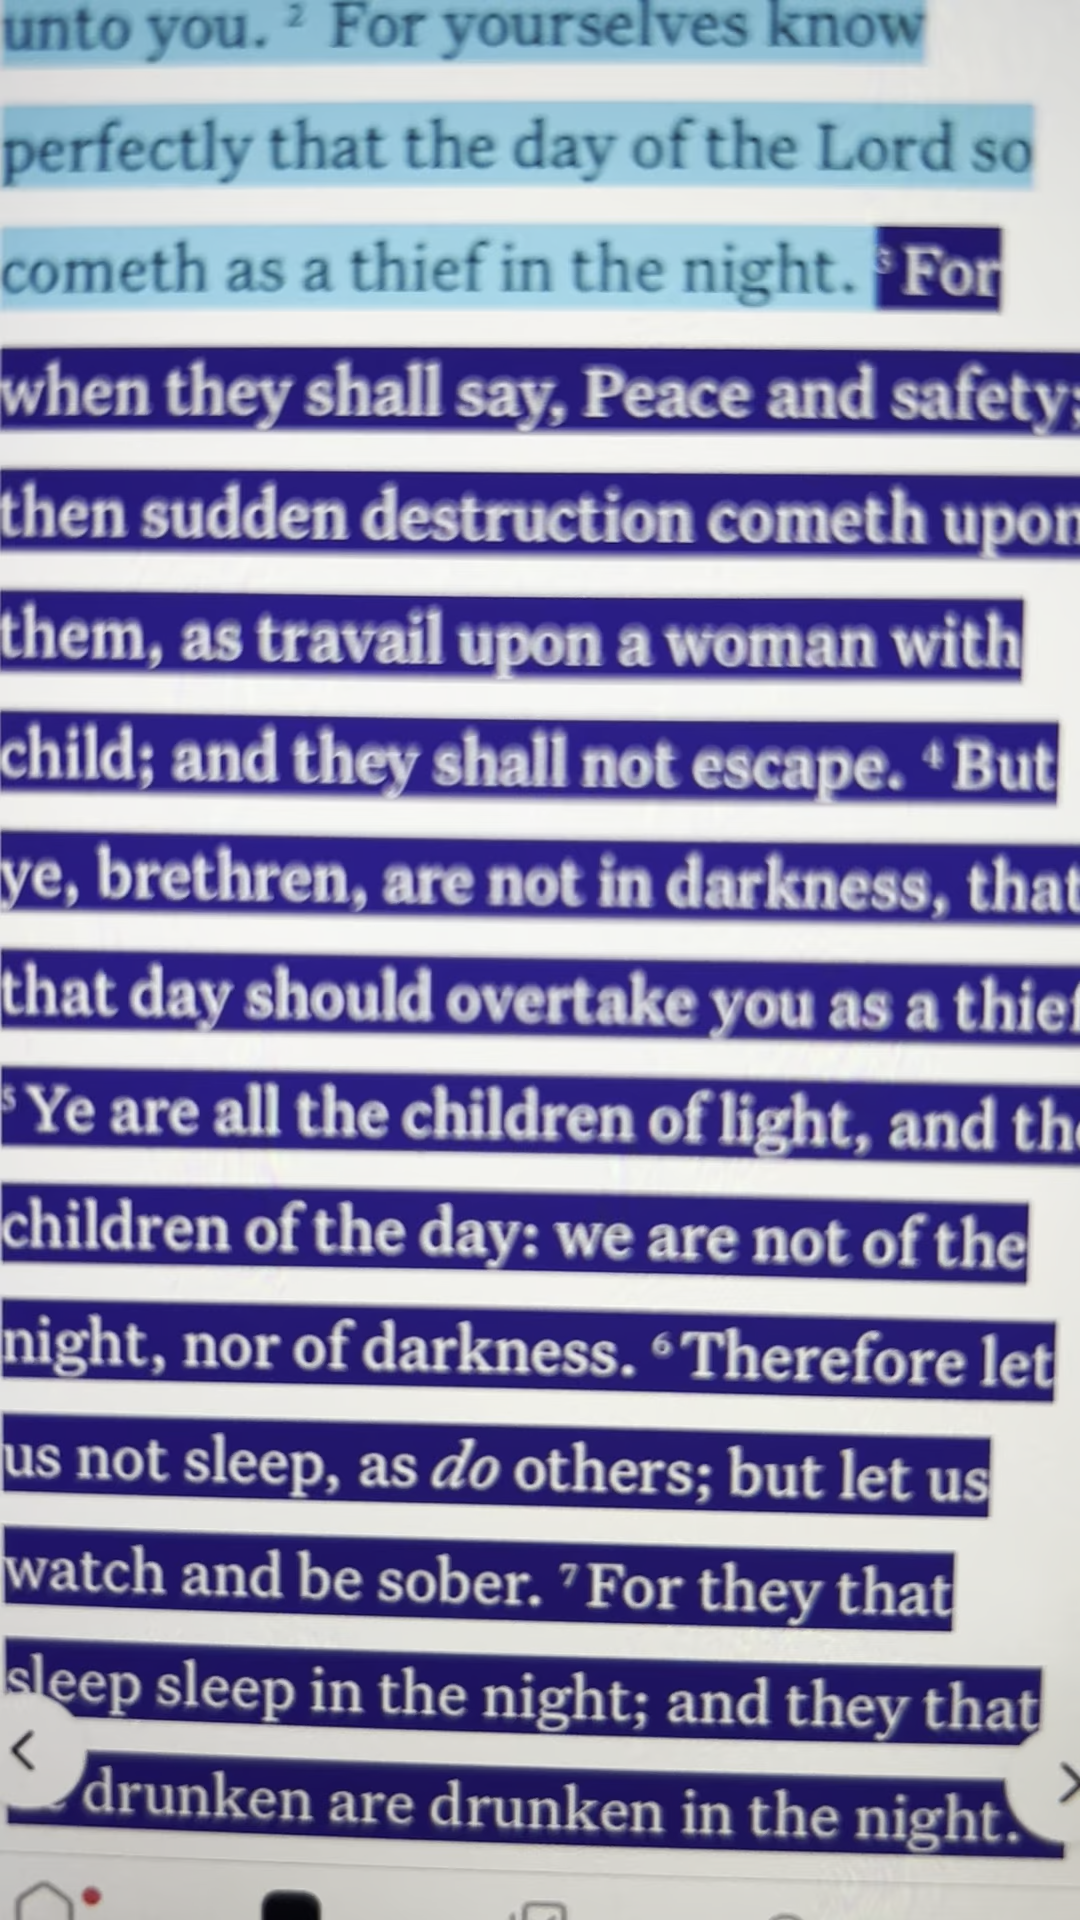 unto you. ² For yourselves know
perfectly that the day of the Lord so
cometh as a thief in the night. ³ For
when they shall say, Peace and safety;
then sudden destruction cometh upon
them, as travail upon a woman with
child; and they shall not escape. ⁴ But
ye, brethren, are not in darkness, that
that day should overtake you as a thief
⁵ Ye are all the children of light, and the
children of the day: we are not of the
night, nor of darkness. ⁶ Therefore let
us not sleep, as do others; but let us
watch and be sober. ⁷ For they that
sleep sleep in the night; and they that
drunken are drunken in the night.